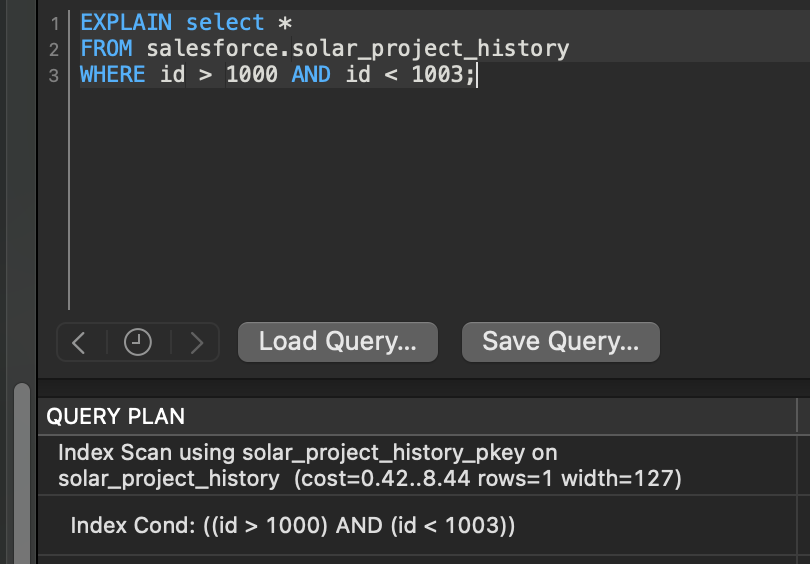 1 EXPLAIN select *
2 FROM salesforce.solar_project_history
3 WHERE id > 1000 AND id < 1003;
Load Query... Save Query...
QUERY PLAN
Index Scan using solar_project_history_pkey on
solar_project_history (cost=0.42..8.44 rows=1 width=127)
Index Cond: ((id > 1000) AND (id < 1003))